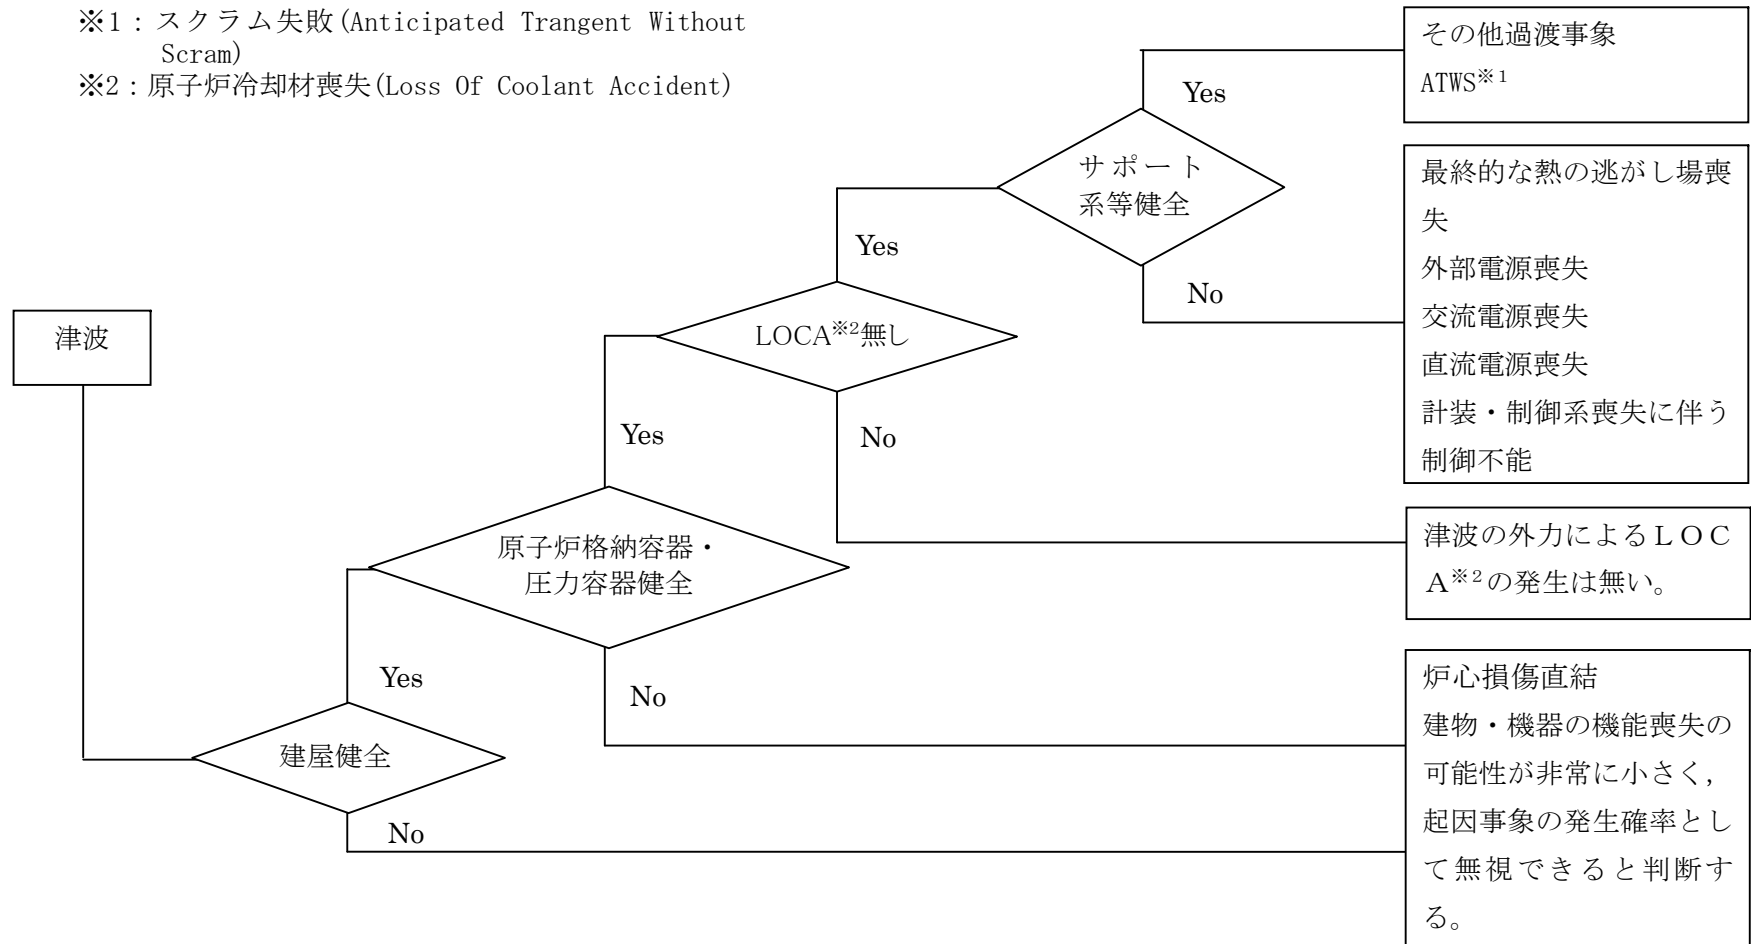 ※1：スクラム失敗(Anticipated Trangent Without
Scram)
※2：原子炉冷却材喪失(Loss Of Coolant Accident)
その他過渡事象
ATWS※1
Yes
サポート
系等健全
No
最終的な熱の逃がし場喪
失
外部電源喪失
交流電源喪失
直流電源喪失
計装・制御系喪失に伴う
制御不能
Yes
LOCA※2無し
No
津波の外力によるＬＯＣ
Ａ※2の発生は無い。
津波
Yes
原子炉格納容器・
圧力容器健全
No
Yes
建屋健全
No
炉心損傷直結
建物・機器の機能喪失の
可能性が非常に小さく，
起因事象の発生確率とし
て無視できると判断す
る。